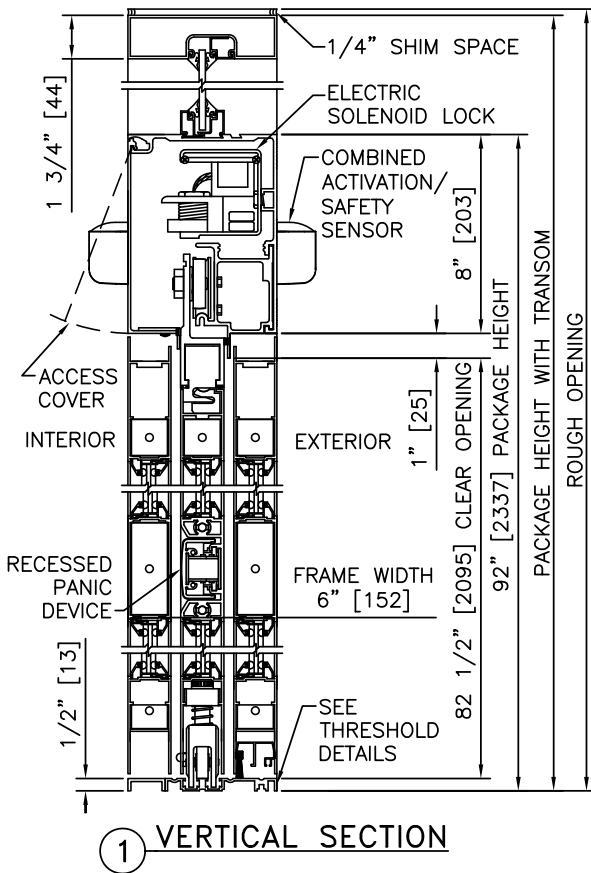 1/4" SHIM SPACE
1 3/4" [44]
ELECTRIC
SOLENOID LOCK
COMBINED
ACTIVATION/
SAFETY
SENSOR
8" [203]
ACCESS
COVER
INTERIOR
EXTERIOR
1" [25]
82 1/2" [2095] CLEAR OPENING
92" [2337] PACKAGE HEIGHT
PACKAGE HEIGHT WITH TRANSOM
ROUGH OPENING
RECESSED
PANIC
DEVICE
FRAME WIDTH
6" [152]
1/2" [13]
SEE
THRESHOLD
DETAILS
1 VERTICAL SECTION